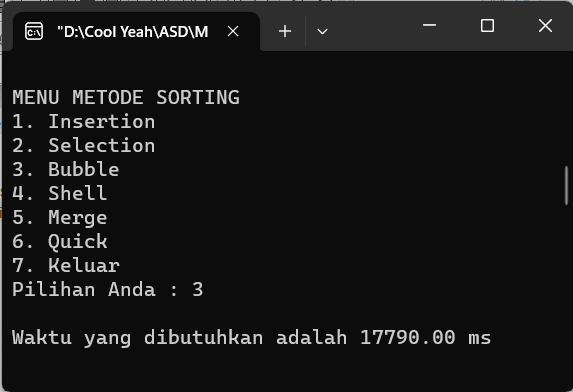 "D:\Cool Yeah\ASD\M
MENU METODE SORTING
1. Insertion
2. Selection
3. Bubble
4. Shell
5. Merge
6. Quick
7. Keluar
Pilihan Anda : 3
Waktu yang dibutuhkan adalah 17790.00 ms